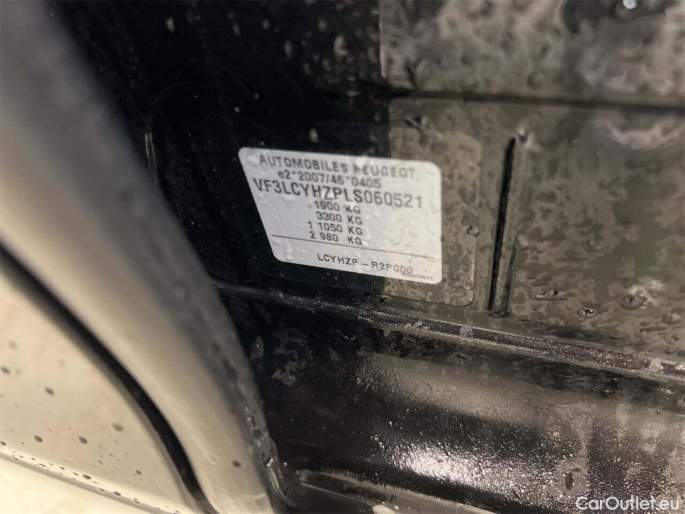 AUTOMOBILES PEUGEOT
e2*2007/46*0405
VF3LCYHZPLS060521
1900 KG
3300 KG
1 1050 KG
2 980 KG
LCYHZP - R2P000
CarOutlet.eu